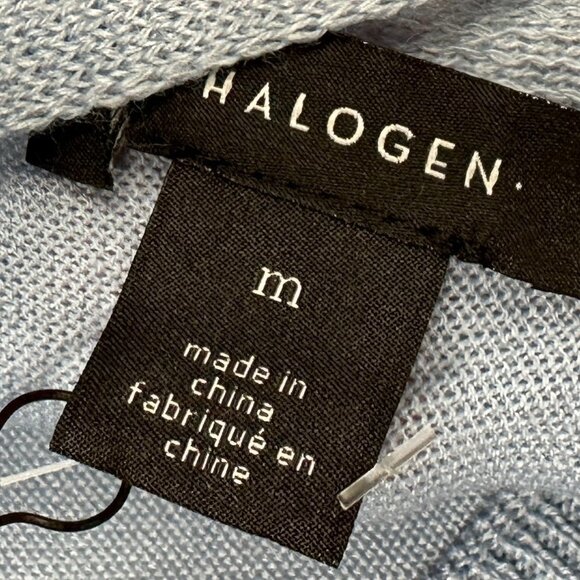 HALOGEN.
m
made in
china
fabriqué en
chine